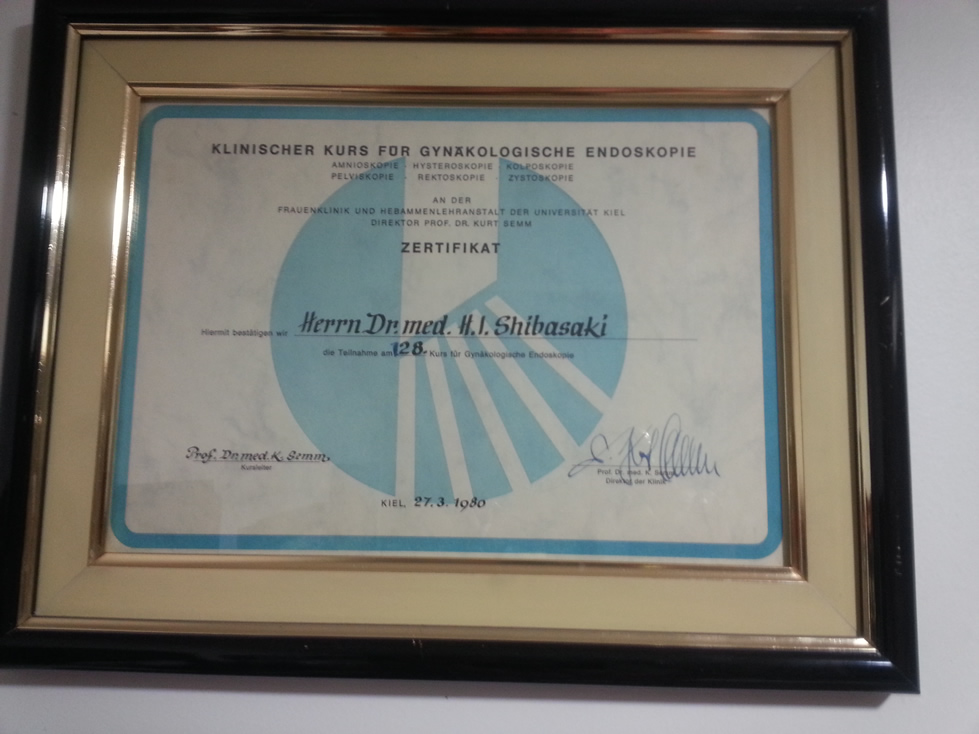 KLINISCHER KURS FÜR GYNÄKOLOGISCHE ENDOSKOPIE
AMNIOSKOPIE · HYSTEROSKOPIE · KOLPOSKOPIE
PELVISKOPIE · REKTOSKOPIE · ZYSTOSKOPIE
AN DER
FRAUENKLINIK UND HEBAMMENLEHRANSTALT DER UNIVERSITÄT KIEL
DIREKTOR PROF. DR. KURT SEMM
ZERTIFIKAT
Hiermit bestätigen wir Herrn Dr. med. H. I. Shibasaki
die Teilnahme am 128. Kurs für Gynäkologische Endoskopie
Prof. Dr. med. K. Semm
Kursleiter
Prof. Dr. med. K. Semm
Direktor der Klinik
KIEL, 27. 3. 1980